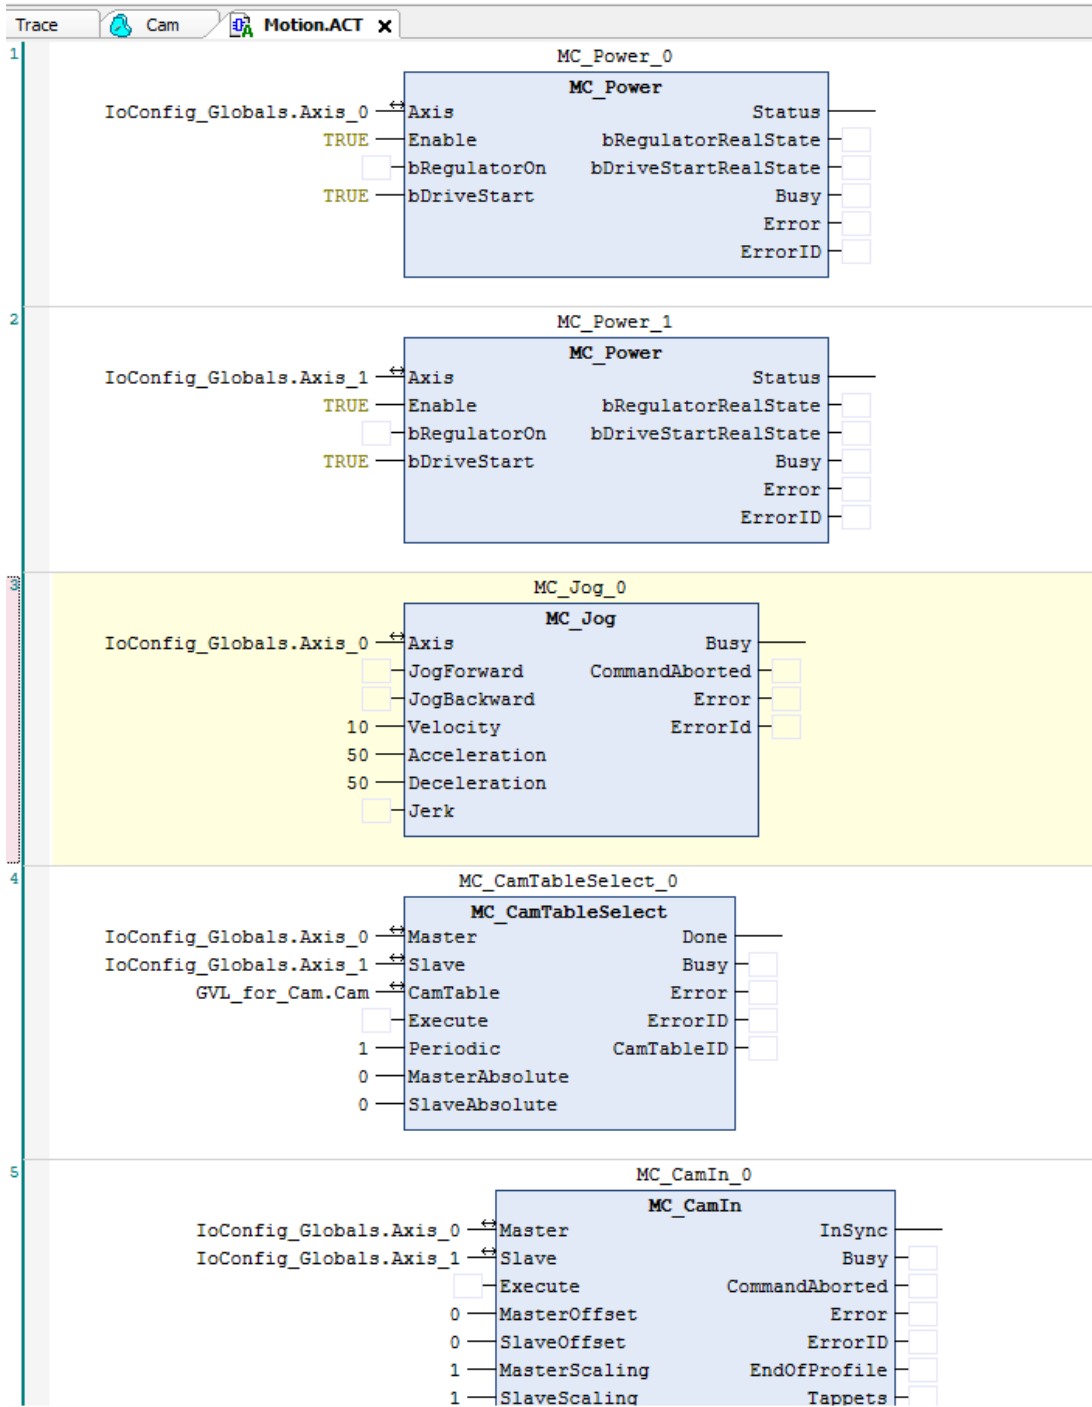 Trace Cam Motion.ACT
1
MC_Power_0
MC_Power
IoConfig_Globals.Axis_0 Axis Status
TRUE Enable bRegulatorRealState
bRegulatorOn bDriveStartRealState
TRUE bDriveStart Busy
Error
ErrorID
2
MC_Power_1
MC_Power
IoConfig_Globals.Axis_1 Axis Status
TRUE Enable bRegulatorRealState
bRegulatorOn bDriveStartRealState
TRUE bDriveStart Busy
Error
ErrorID
3
MC_Jog_0
MC_Jog
IoConfig_Globals.Axis_0 Axis Busy
JogForward CommandAborted
JogBackward Error
10 Velocity ErrorId
50 Acceleration
50 Deceleration
Jerk
4
MC_CamTableSelect_0
MC_CamTableSelect
IoConfig_Globals.Axis_0 Master Done
IoConfig_Globals.Axis_1 Slave Busy
GVL_for_Cam.Cam CamTable Error
Execute ErrorID
1 Periodic CamTableID
0 MasterAbsolute
0 SlaveAbsolute
5
MC_CamIn_0
MC_CamIn
IoConfig_Globals.Axis_0 Master InSync
IoConfig_Globals.Axis_1 Slave Busy
Execute CommandAborted
0 MasterOffset Error
0 SlaveOffset ErrorID
1 MasterScaling EndOfProfile
1 SlaveScaling Tappets